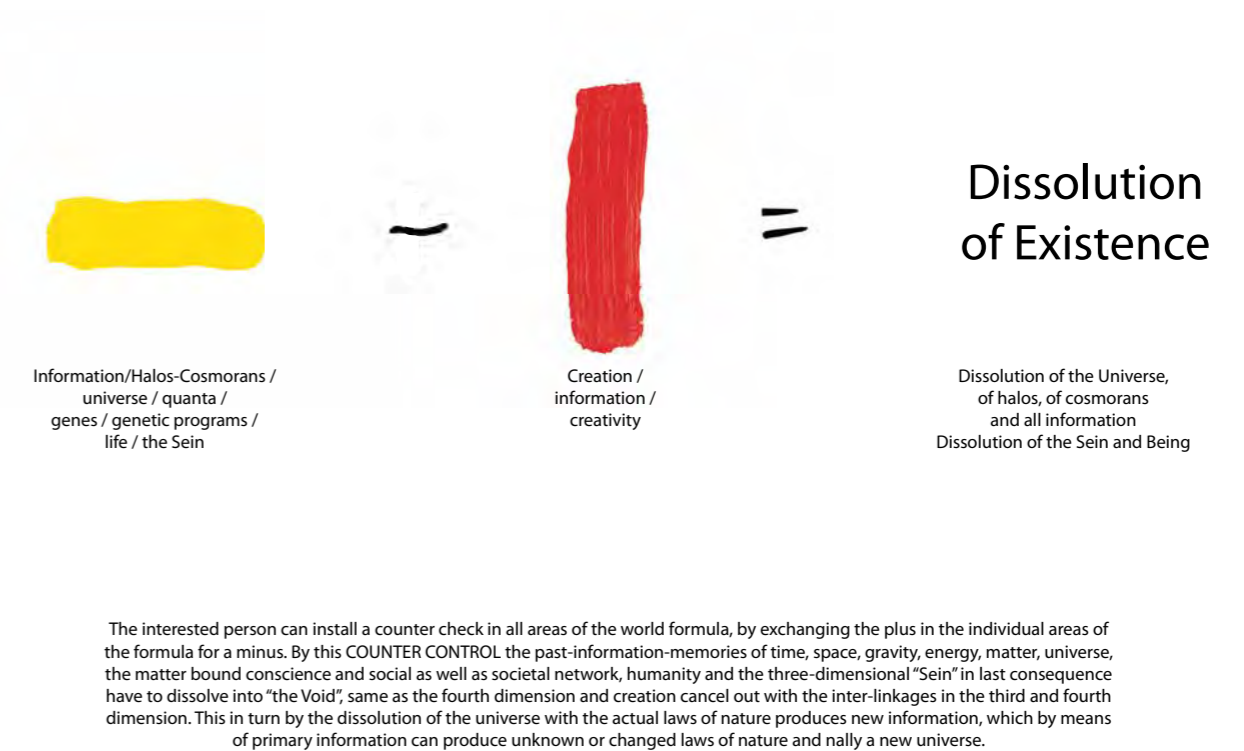 Dissolution
of Existence
Information/Halos-Cosmorans /
universe / quanta /
genes / genetic programs /
life / the Sein
Creation /
information /
creativity
Dissolution of the Universe,
of halos, of cosmorans
and all information
Dissolution of the Sein and Being
The interested person can install a counter check in all areas of the world formula, by exchanging the plus in the individual areas of
the formula for a minus. By this COUNTER CONTROL the past-information-memories of time, space, gravity, energy, matter, universe,
the matter bound conscience and social as well as societal network, humanity and the three-dimensional “Sein” in last consequence
have to dissolve into “the Void”, same as the fourth dimension and creation cancel out with the inter-linkages in the third and fourth
dimension. This in turn by the dissolution of the universe with the actual laws of nature produces new information, which by means
of primary information can produce unknown or changed laws of nature and nally a new universe.